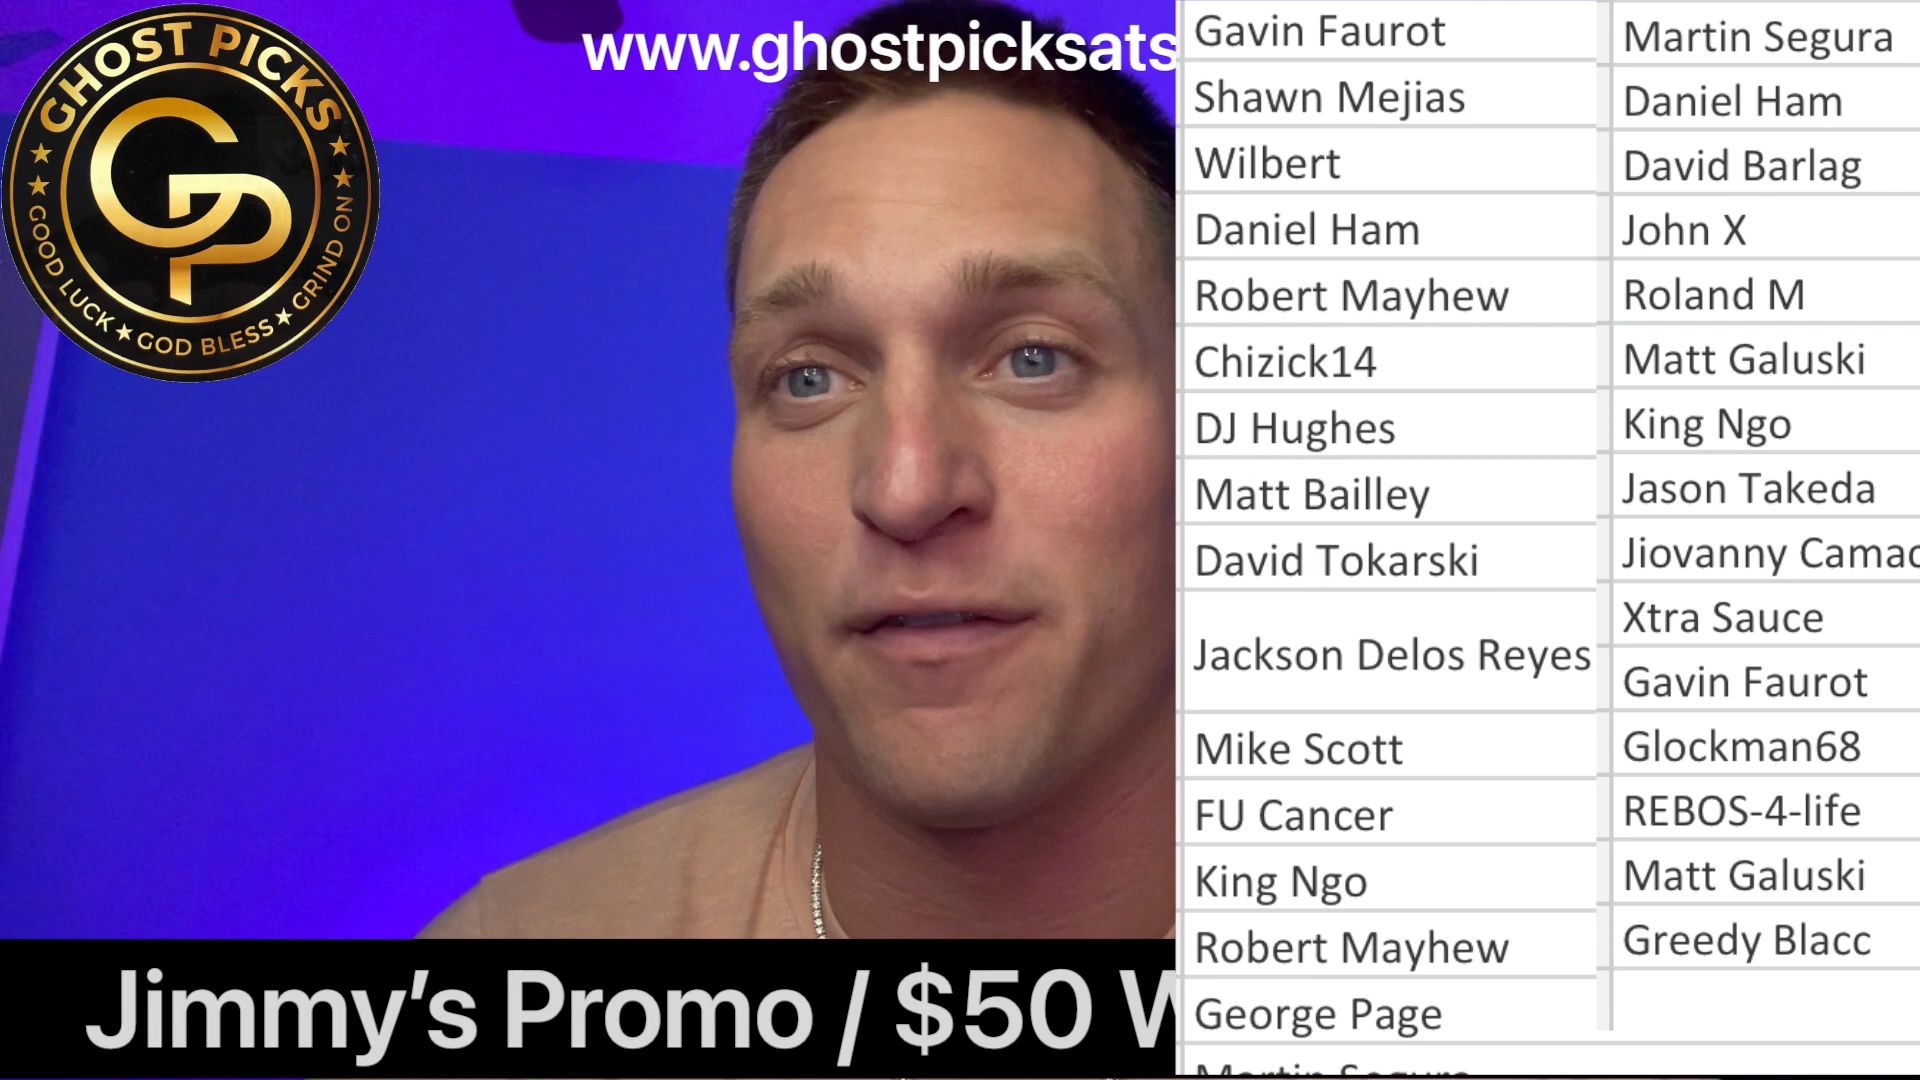 GHOST PICKS
GP
GOOD LUCK ★ GOD BLESS ★ GRIND ON
www.ghostpicksats
Jimmy’s Promo / $50 W
Gavin Faurot
Shawn Mejias
Wilbert
Daniel Ham
Robert Mayhew
Chizick14
DJ Hughes
Matt Bailley
David Tokarski
Jackson Delos Reyes
Mike Scott
FU Cancer
King Ngo
Robert Mayhew
George Page
Martin Segura
Martin Segura
Daniel Ham
David Barlag
John X
Roland M
Matt Galuski
King Ngo
Jason Takeda
Jiovanny Camac
Xtra Sauce
Gavin Faurot
Glockman68
REBOS-4-life
Matt Galuski
Greedy Blacc